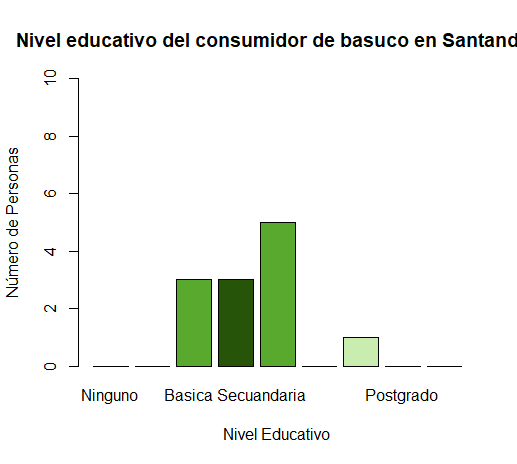 Nivel educativo del consumidor de basuco en Santand
10
8
6
4
2
0
Número de Personas
Ninguno Basica Secuandaria Postgrado
Nivel Educativo